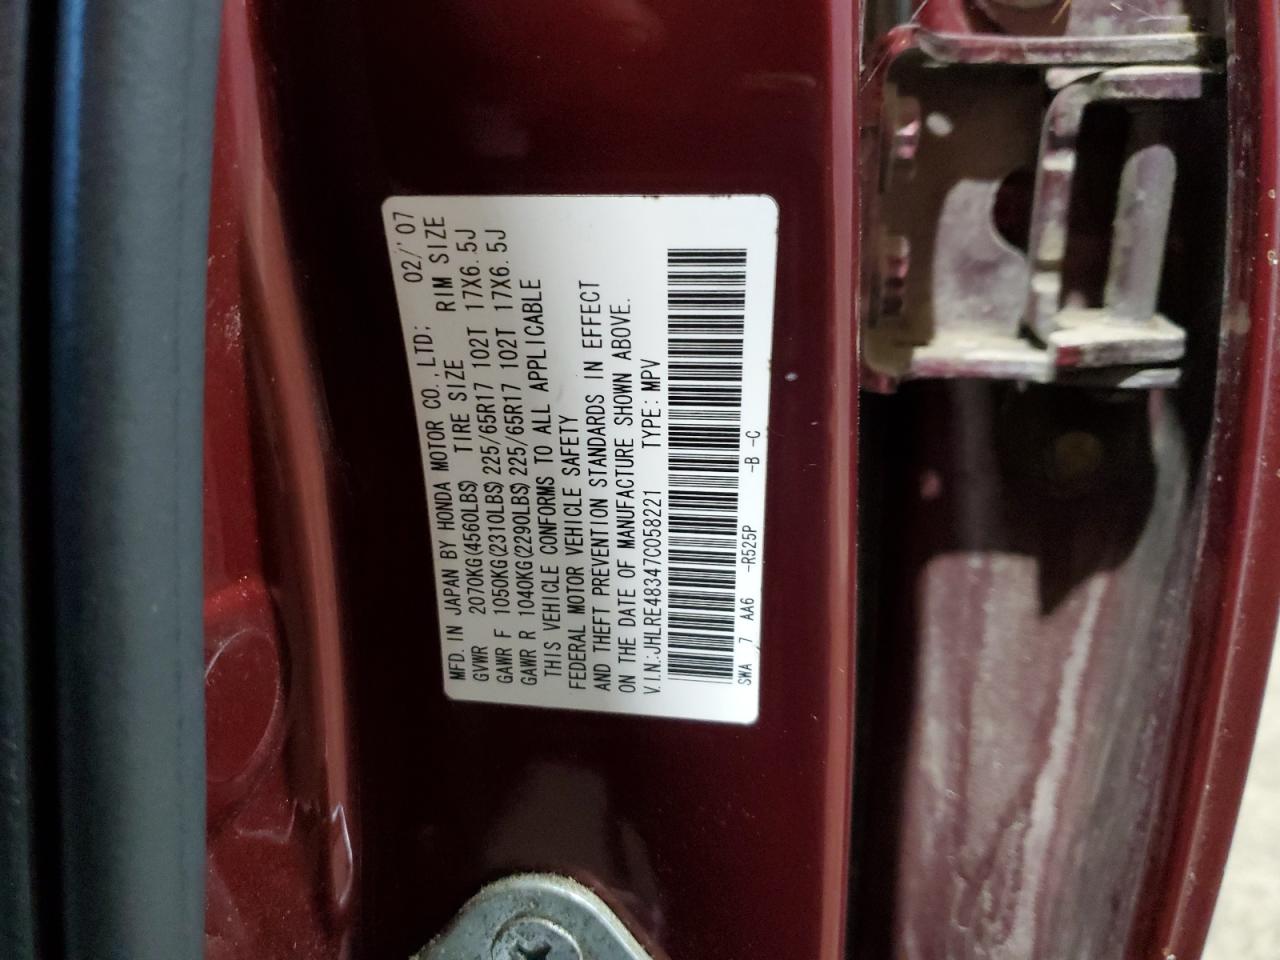 MFD. IN JAPAN BY HONDA MOTOR CO., LTD: 02/'07
GVWR 2070KG(4560LBS) TIRE SIZE RIM SIZE
GAWR F 1050KG(2310LBS) 225/65R17 102T 17X6.5J
GAWR R 1040KG(2290LBS) 225/65R17 102T 17X6.5J
THIS VEHICLE CONFORMS TO ALL APPLICABLE
FEDERAL MOTOR VEHICLE SAFETY
AND THEFT PREVENTION STANDARDS IN EFFECT
ON THE DATE OF MANUFACTURE SHOWN ABOVE.
V.I.N.:JHLRE48347C058221 TYPE: MPV
SWA 7 AA6 -R525P -B -C